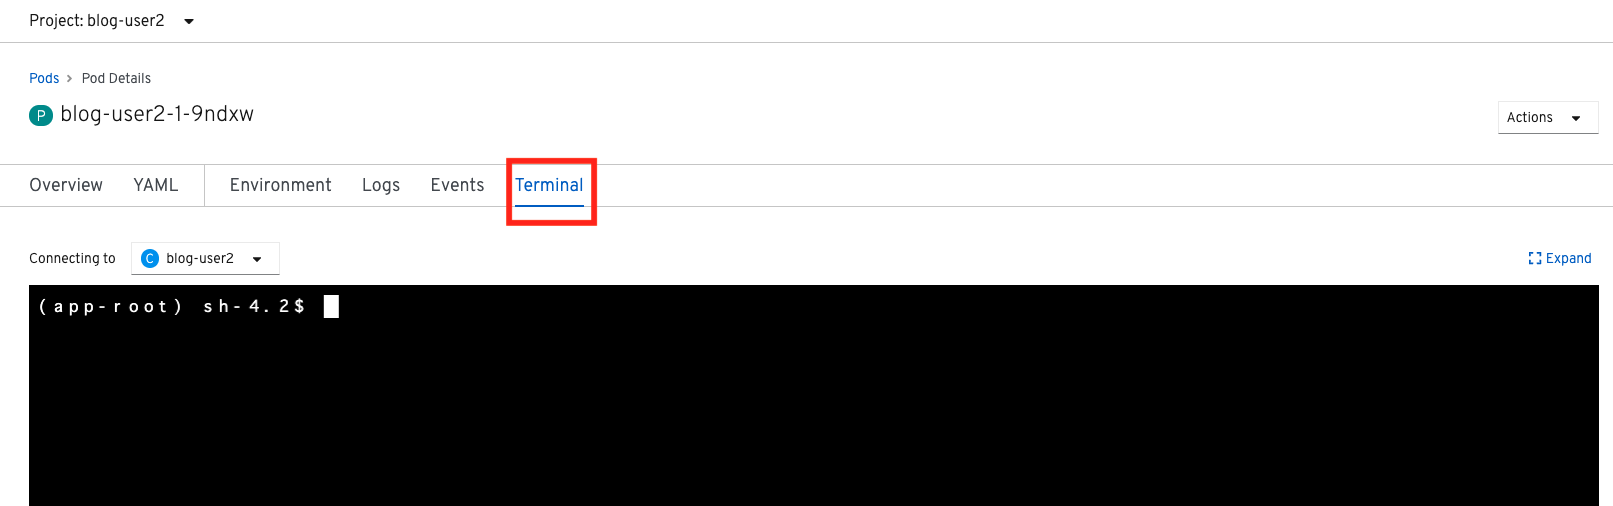 Project: blog-user2
Pods > Pod Details
P blog-user2-1-9ndxw
Actions
Overview YAML Environment Logs Events Terminal
Connecting to C blog-user2 Expand
(app-root) sh-4.2$